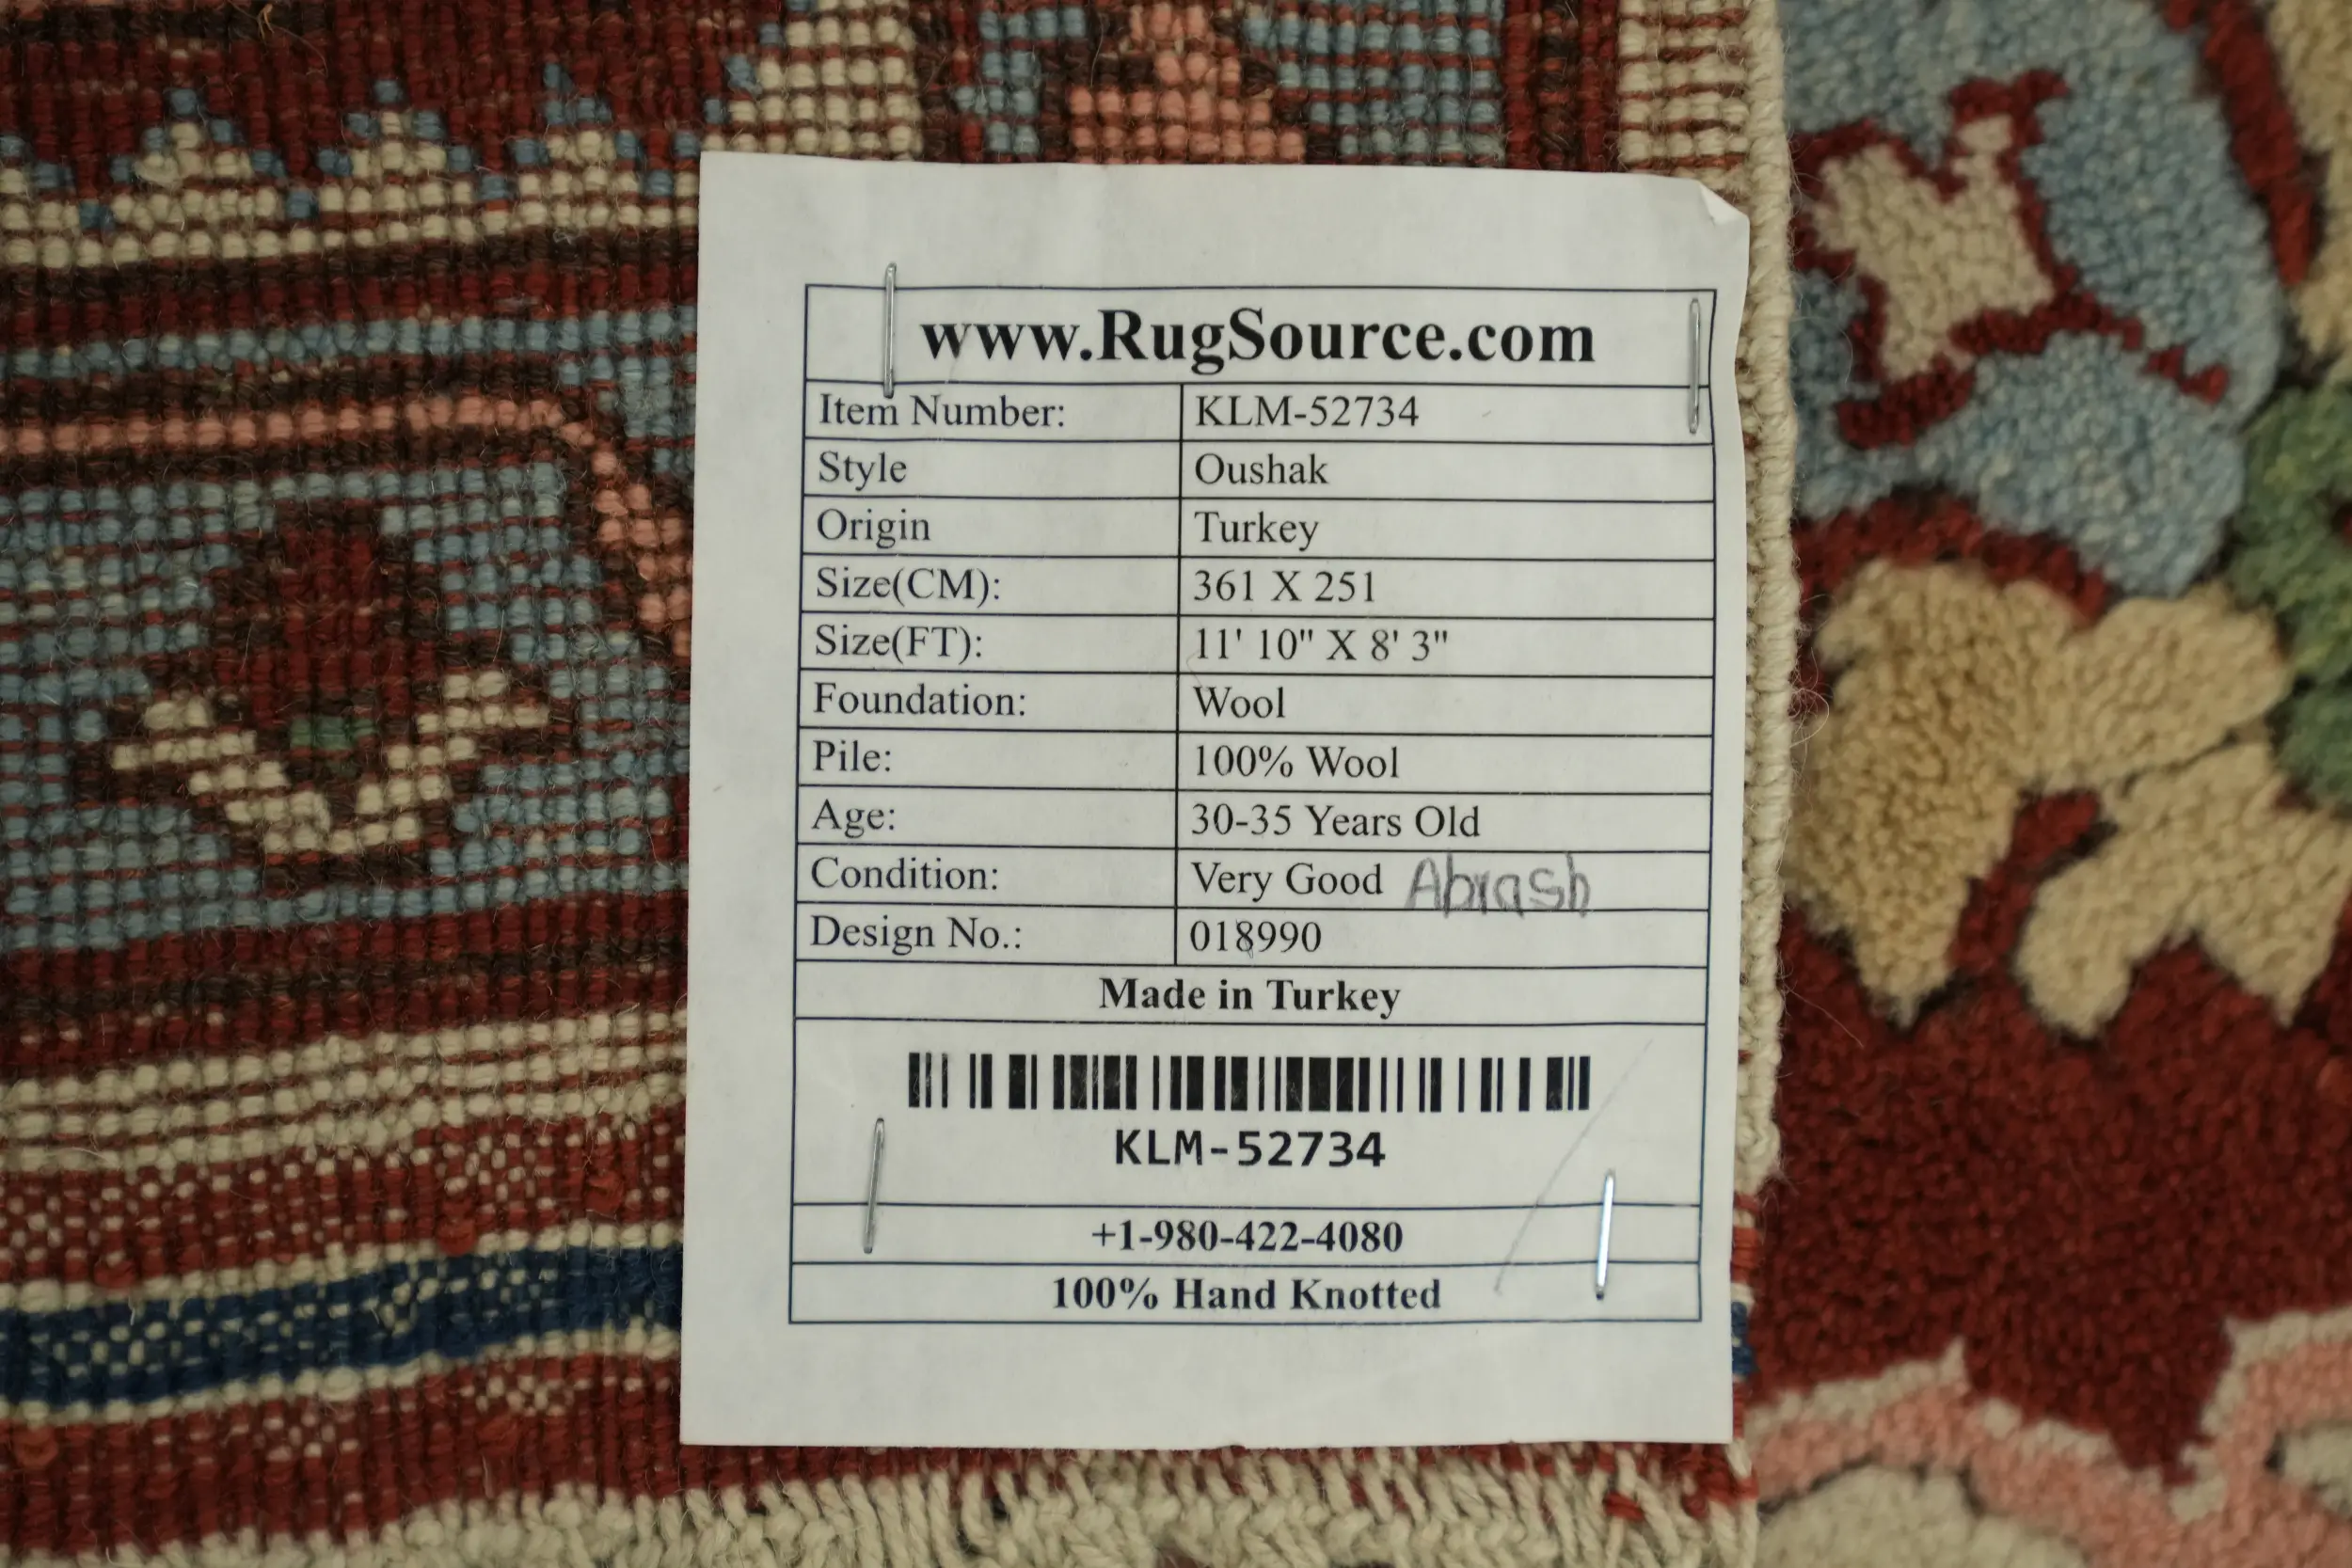 www.RugSource.com
Item Number: KLM-52734
Style Oushak
Origin Turkey
Size(CM): 361 X 251
Size(FT): 11' 10" X 8' 3"
Foundation: Wool
Pile: 100% Wool
Age: 30-35 Years Old
Condition: Very Good Abrash
Design No.: 018990
Made in Turkey
KLM-52734
+1-980-422-4080
100% Hand Knotted